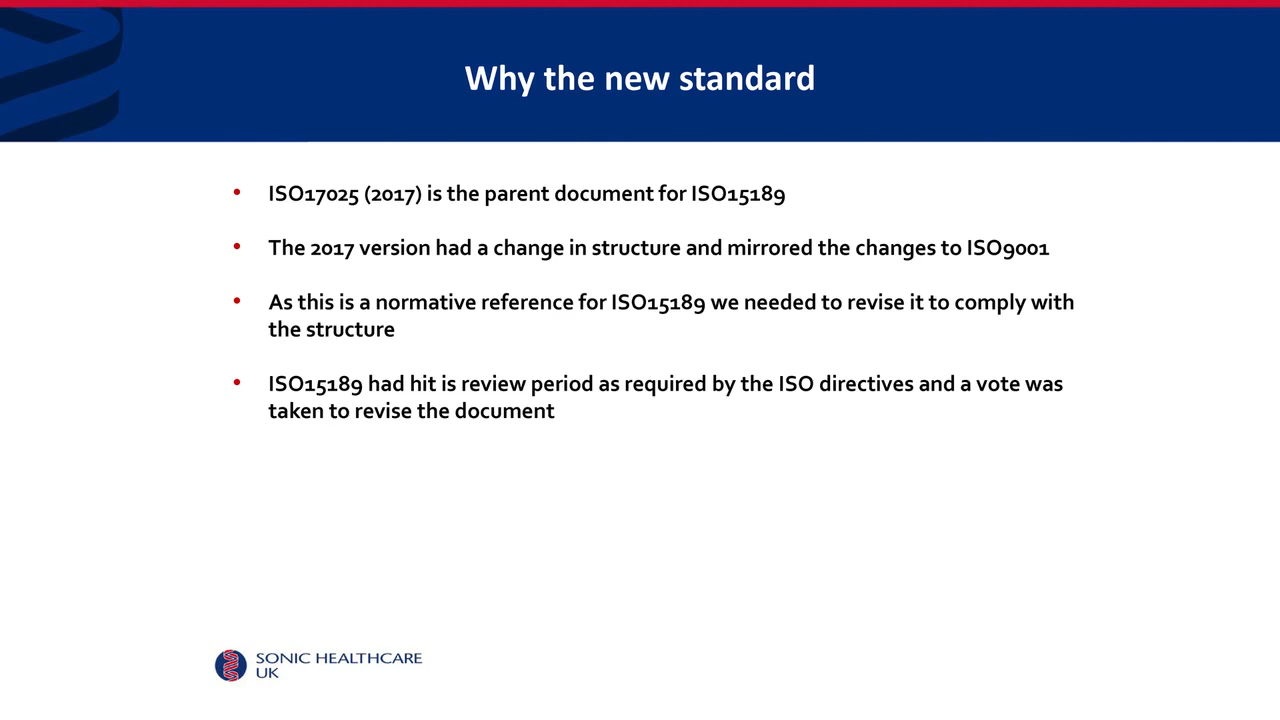 Why the new standard
• ISO17025 (2017) is the parent document for ISO15189
• The 2017 version had a change in structure and mirrored the changes to ISO9001
• As this is a normative reference for ISO15189 we needed to revise it to comply with
the structure
• ISO15189 had hit is review period as required by the ISO directives and a vote was
taken to revise the document
SONIC HEALTHCARE
UK